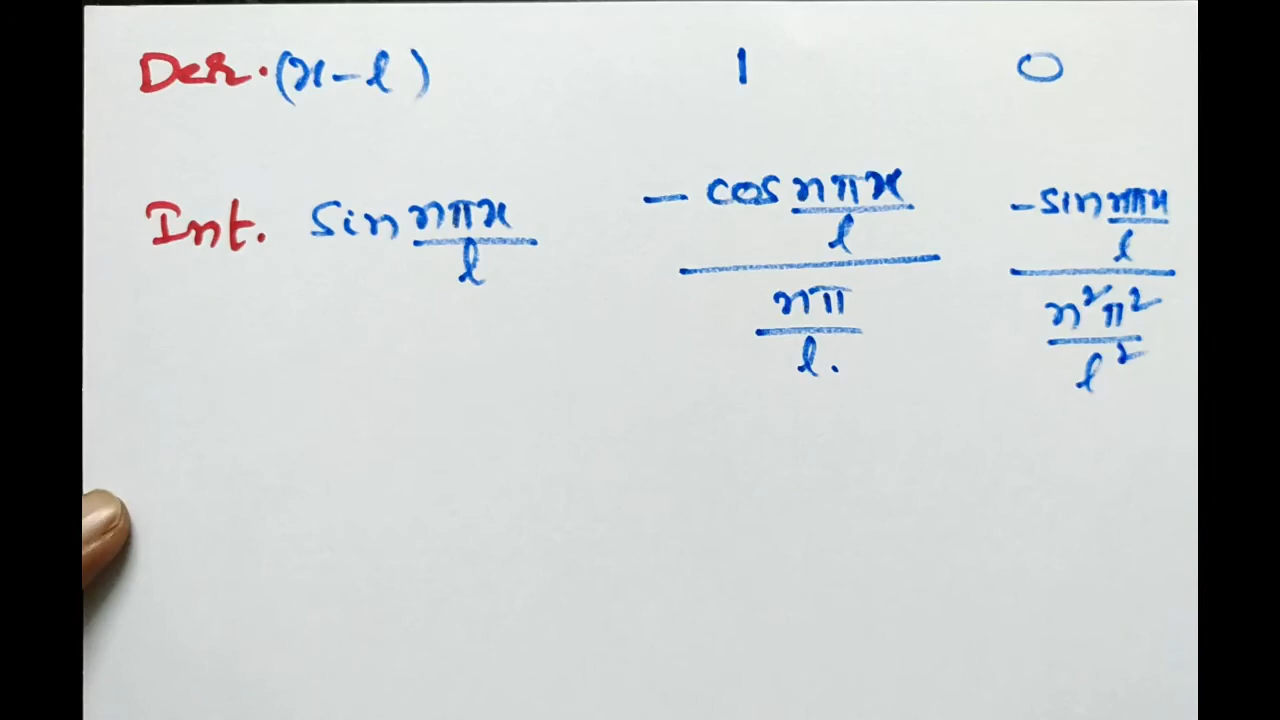 Der. (x-l) 1 0
Int. sin nπx/l -cos nπx/l / nπ/l. -sin nπx/l / n²π²/l²